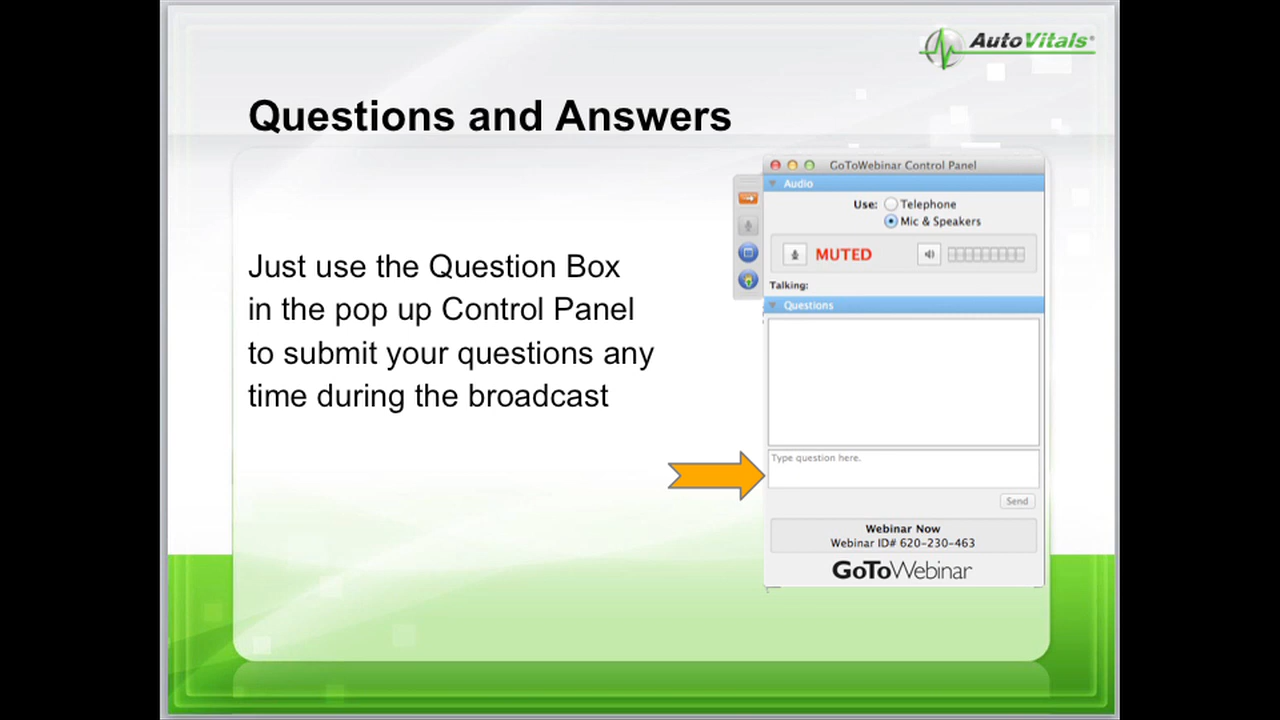 AutoVitals®
Questions and Answers
Just use the Question Box
in the pop up Control Panel
to submit your questions any
time during the broadcast
GoToWebinar Control Panel
Audio
Use: Telephone
Mic & Speakers
MUTED
Talking:
Questions
Type question here.
Send
Webinar Now
Webinar ID# 620-230-463
GoToWebinar